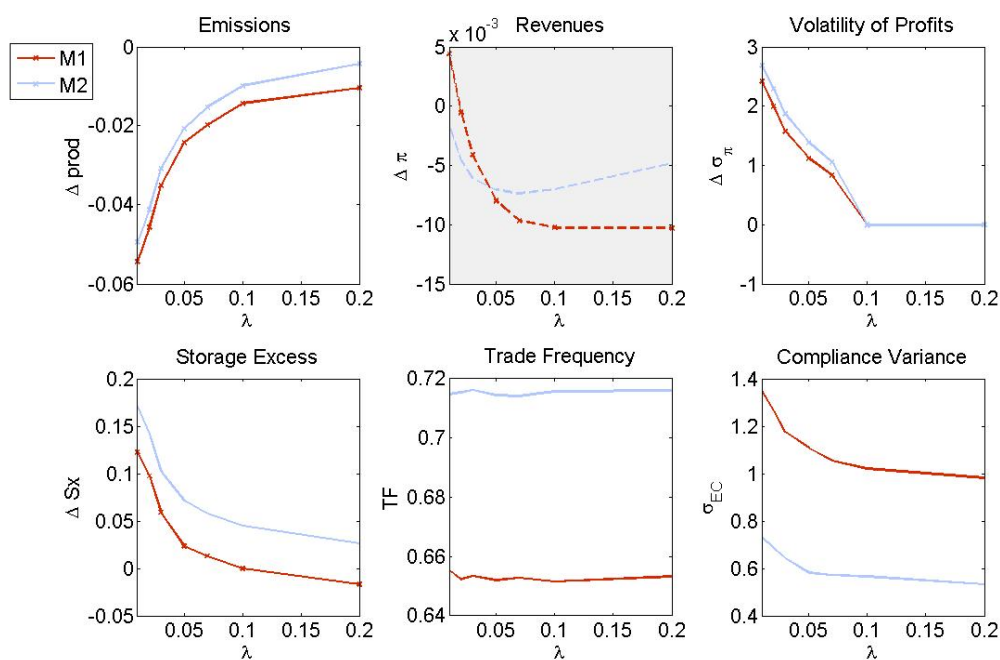 Emissions
Revenues
Volatility of Profits
M1
M2
0
-0.02
-0.04
-0.06
Δ prod
0.05
0.1
0.15
0.2
λ
5 x 10⁻³
0
-5
-10
-15
Δ π
0.05
0.1
0.15
0.2
λ
3
2
1
0
-1
Δ σπ
0.05
0.1
0.15
0.2
λ
Storage Excess
Trade Frequency
Compliance Variance
0.2
0.15
0.1
0.05
0
-0.05
Δ Sx
0.05
0.1
0.15
0.2
λ
0.72
0.7
0.68
0.66
0.64
TF
0.05
0.1
0.15
0.2
λ
1.4
1.2
1
0.8
0.6
0.4
σEC
0.05
0.1
0.15
0.2
λ